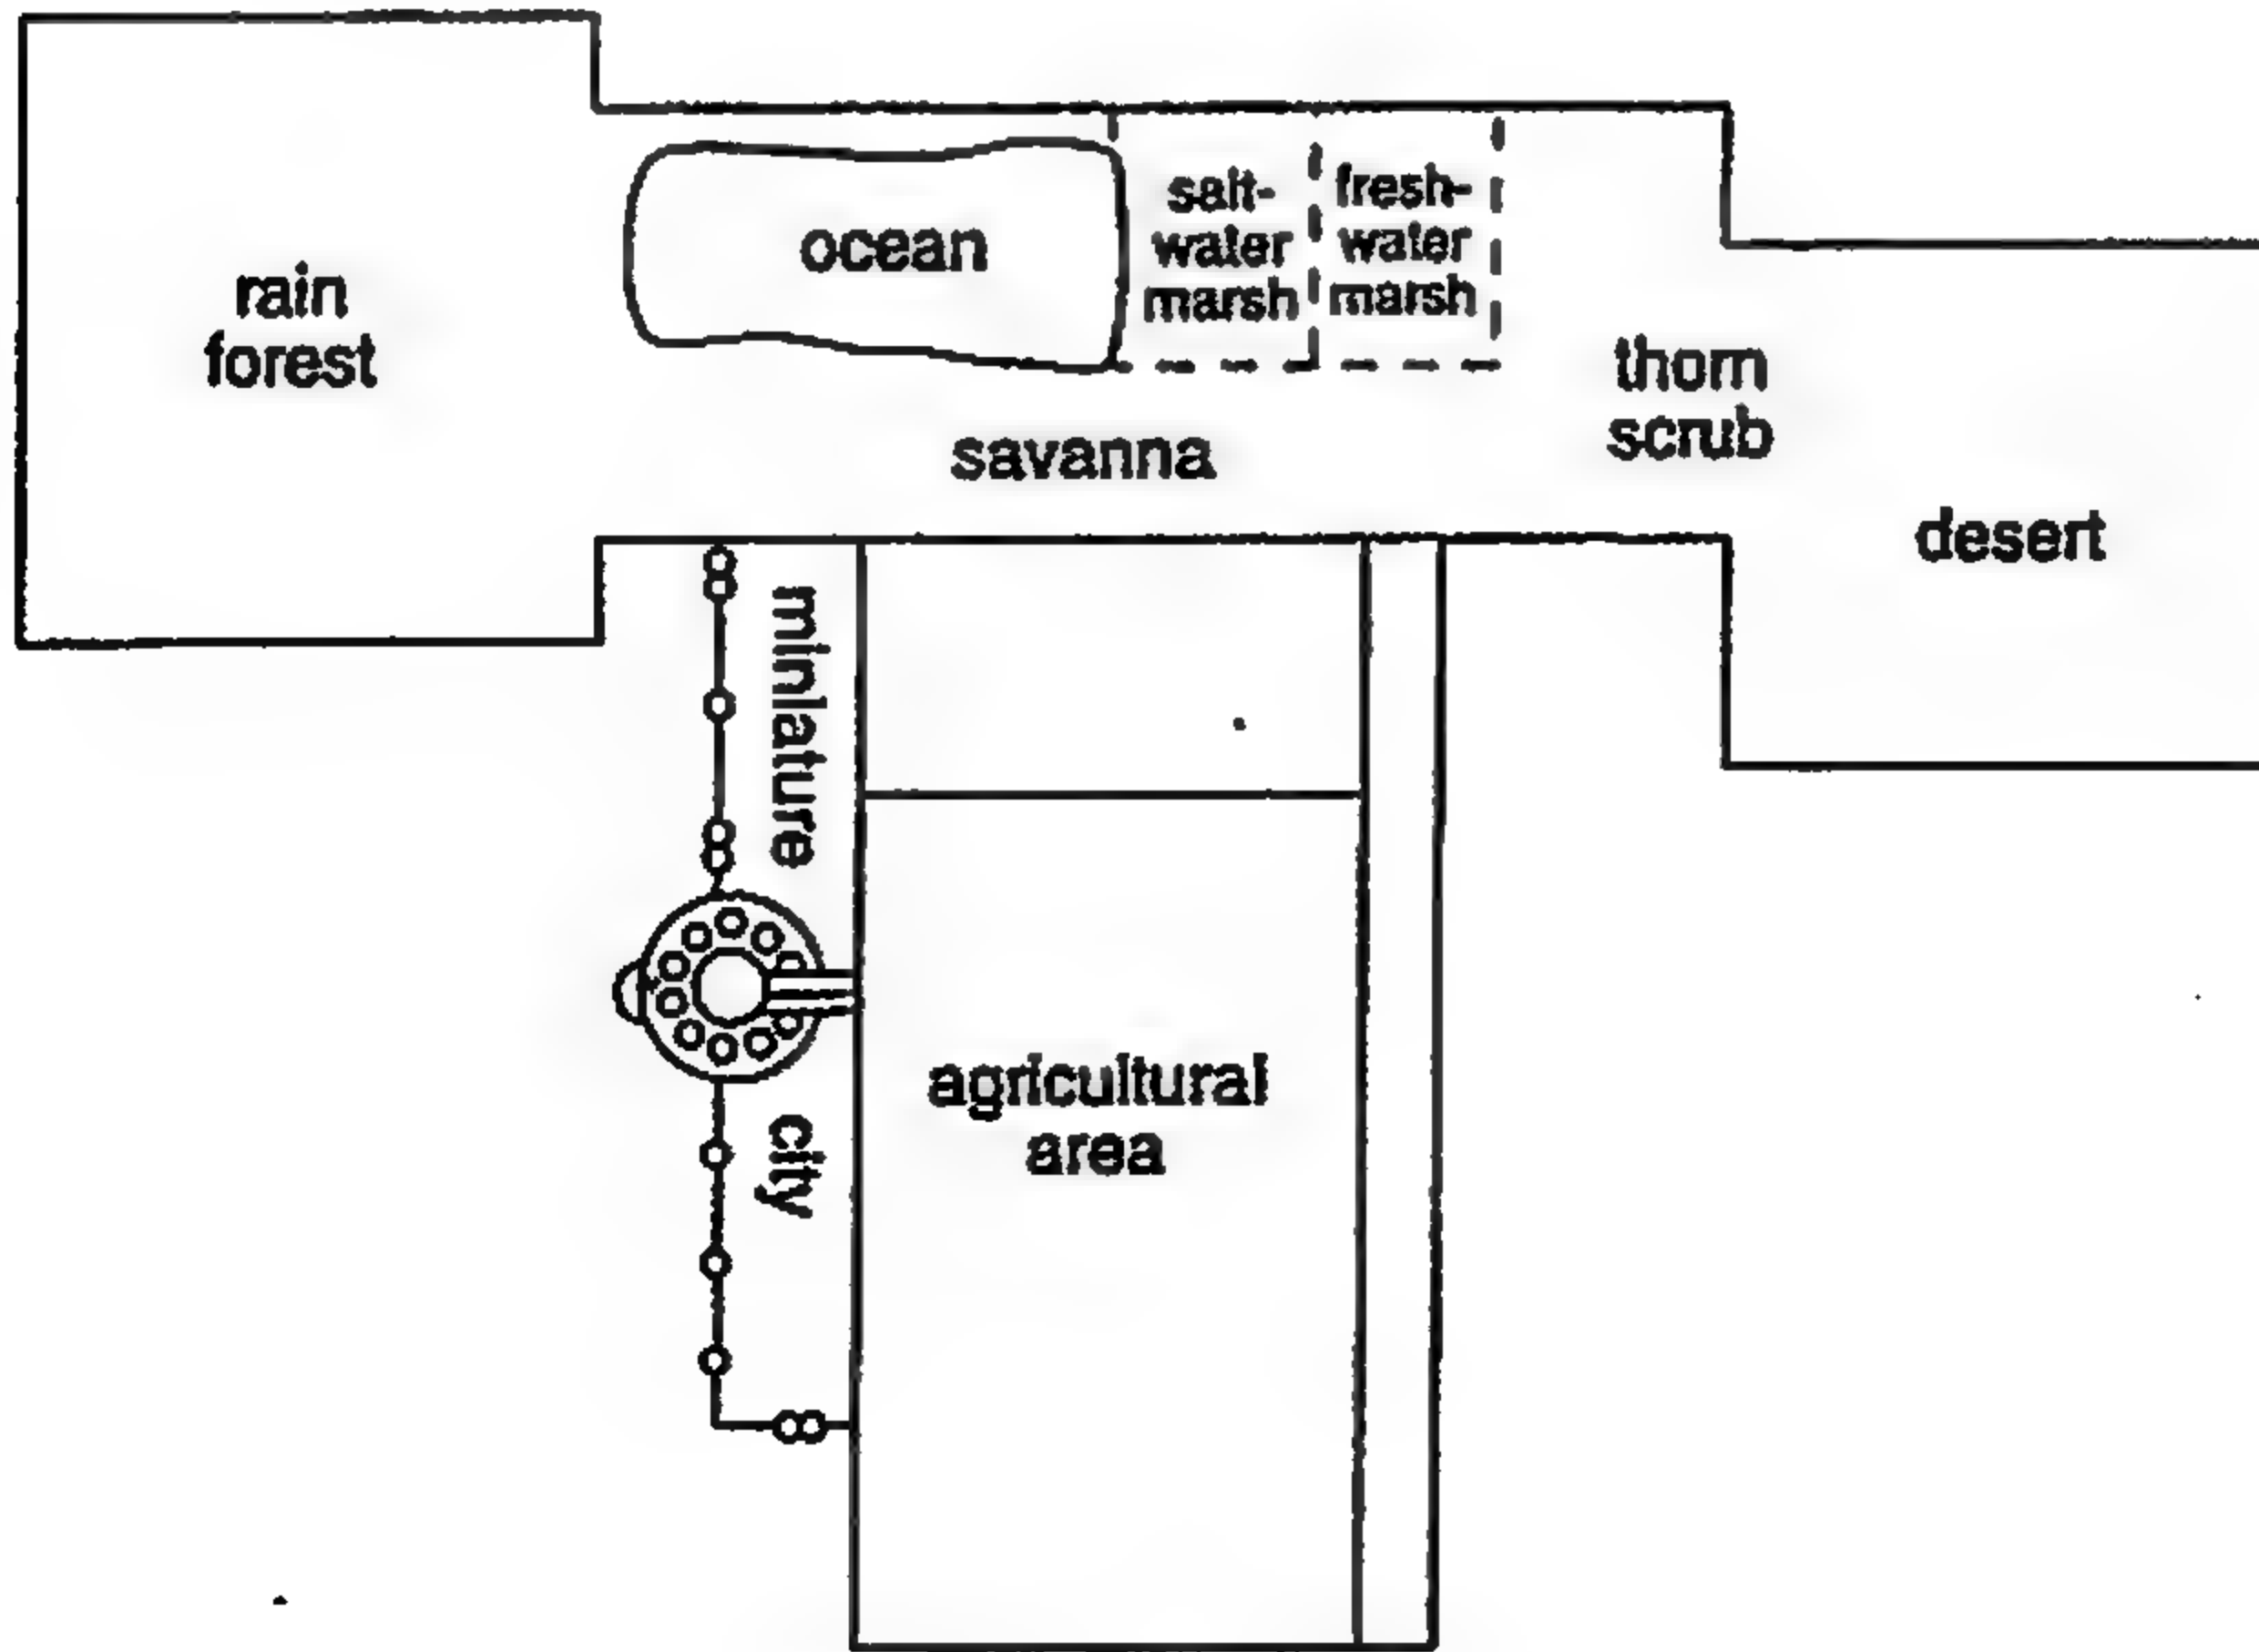 rain
forest
ocean
salt-
water
marsh
fresh-
water
marsh
thorn
scrub
savanna
desert
miniature
city
agricultural
area